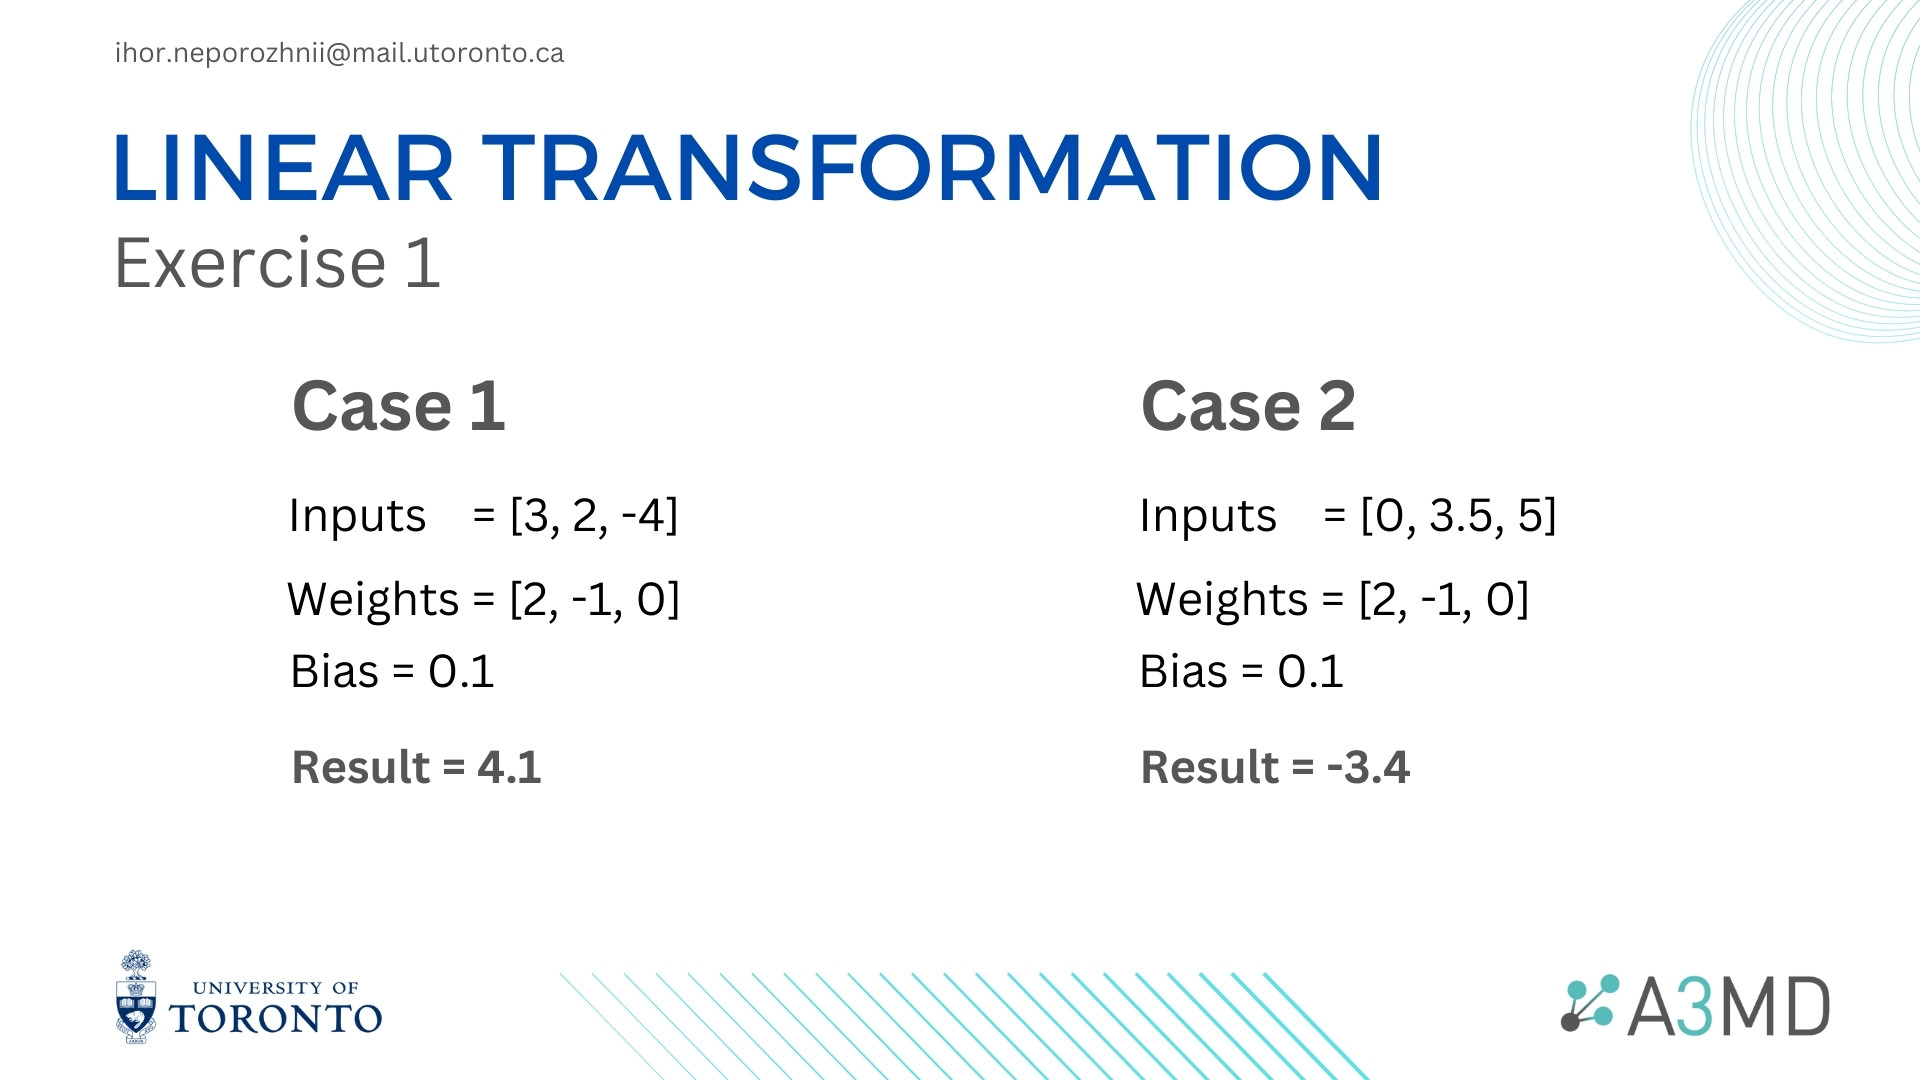 ihor.neporozhnii@mail.utoronto.ca
LINEAR TRANSFORMATION
Exercise 1
Case 1
Inputs = [3, 2, -4]
Weights = [2, -1, 0]
Bias = 0.1
Result = 4.1
Case 2
Inputs = [0, 3.5, 5]
Weights = [2, -1, 0]
Bias = 0.1
Result = -3.4
UNIVERSITY OF
TORONTO
A3MD